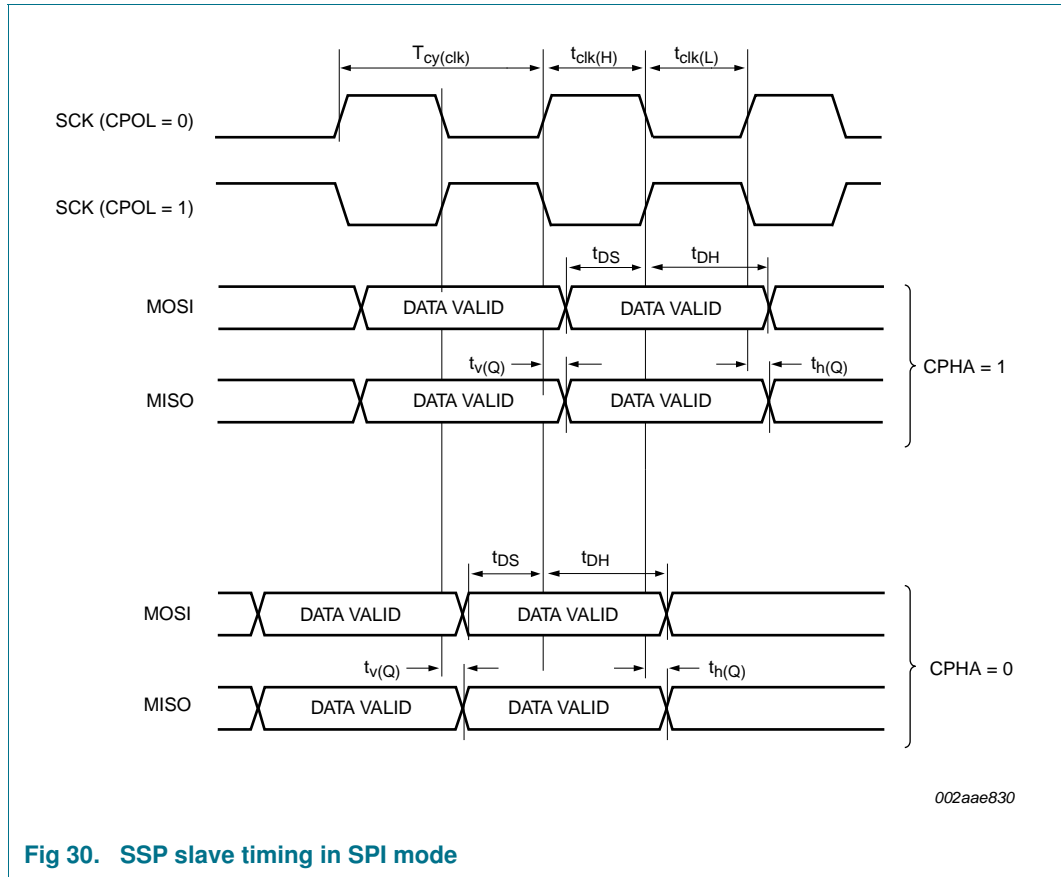 Tcy(clk) tclk(H) tclk(L)
SCK (CPOL = 0)
SCK (CPOL = 1)
tDS tDH
MOSI DATA VALID DATA VALID
tv(Q) th(Q)
CPHA = 1
MISO DATA VALID DATA VALID
tDS tDH
MOSI DATA VALID DATA VALID
tv(Q) th(Q)
CPHA = 0
MISO DATA VALID DATA VALID
002aae830
Fig 30. SSP slave timing in SPI mode